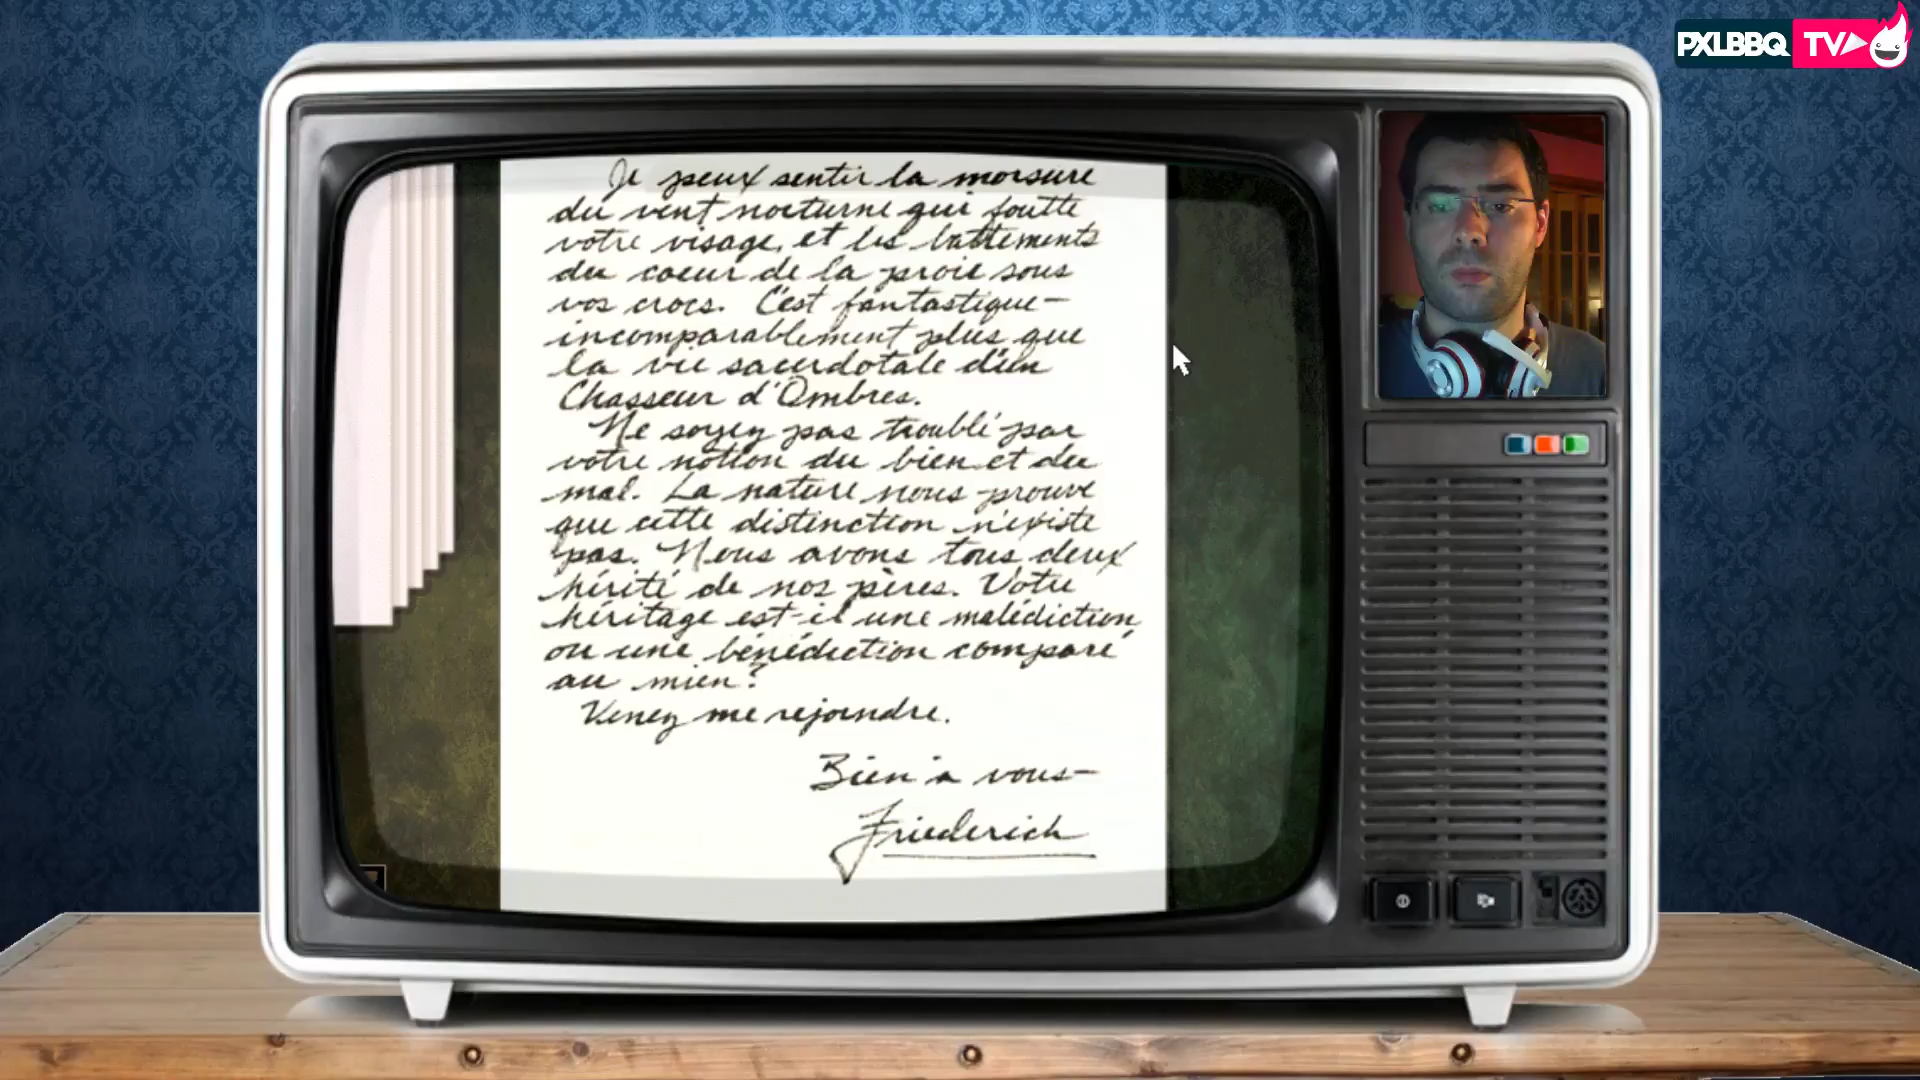 PXLBBQ TV
Je peux sentir la morsure
du vent nocturne qui foutte
votre visage, et les battements
du coeur de la proie sous
vos crocs. C'est fantastique-
incomparablement plus que
la vie sacerdotale d'un
Chasseur d'Ombres.
Ne soyez pas troublé par
votre notion du bien et du
mal. La nature nous prouve
que cette distinction n'existe
pas. Nous avons tous deux
hérité de nos pères. Votre
héritage est-il une malédiction
ou une bénédiction comparé
au mien?
Venez me rejoindre.
Bien à vous-
Friederich